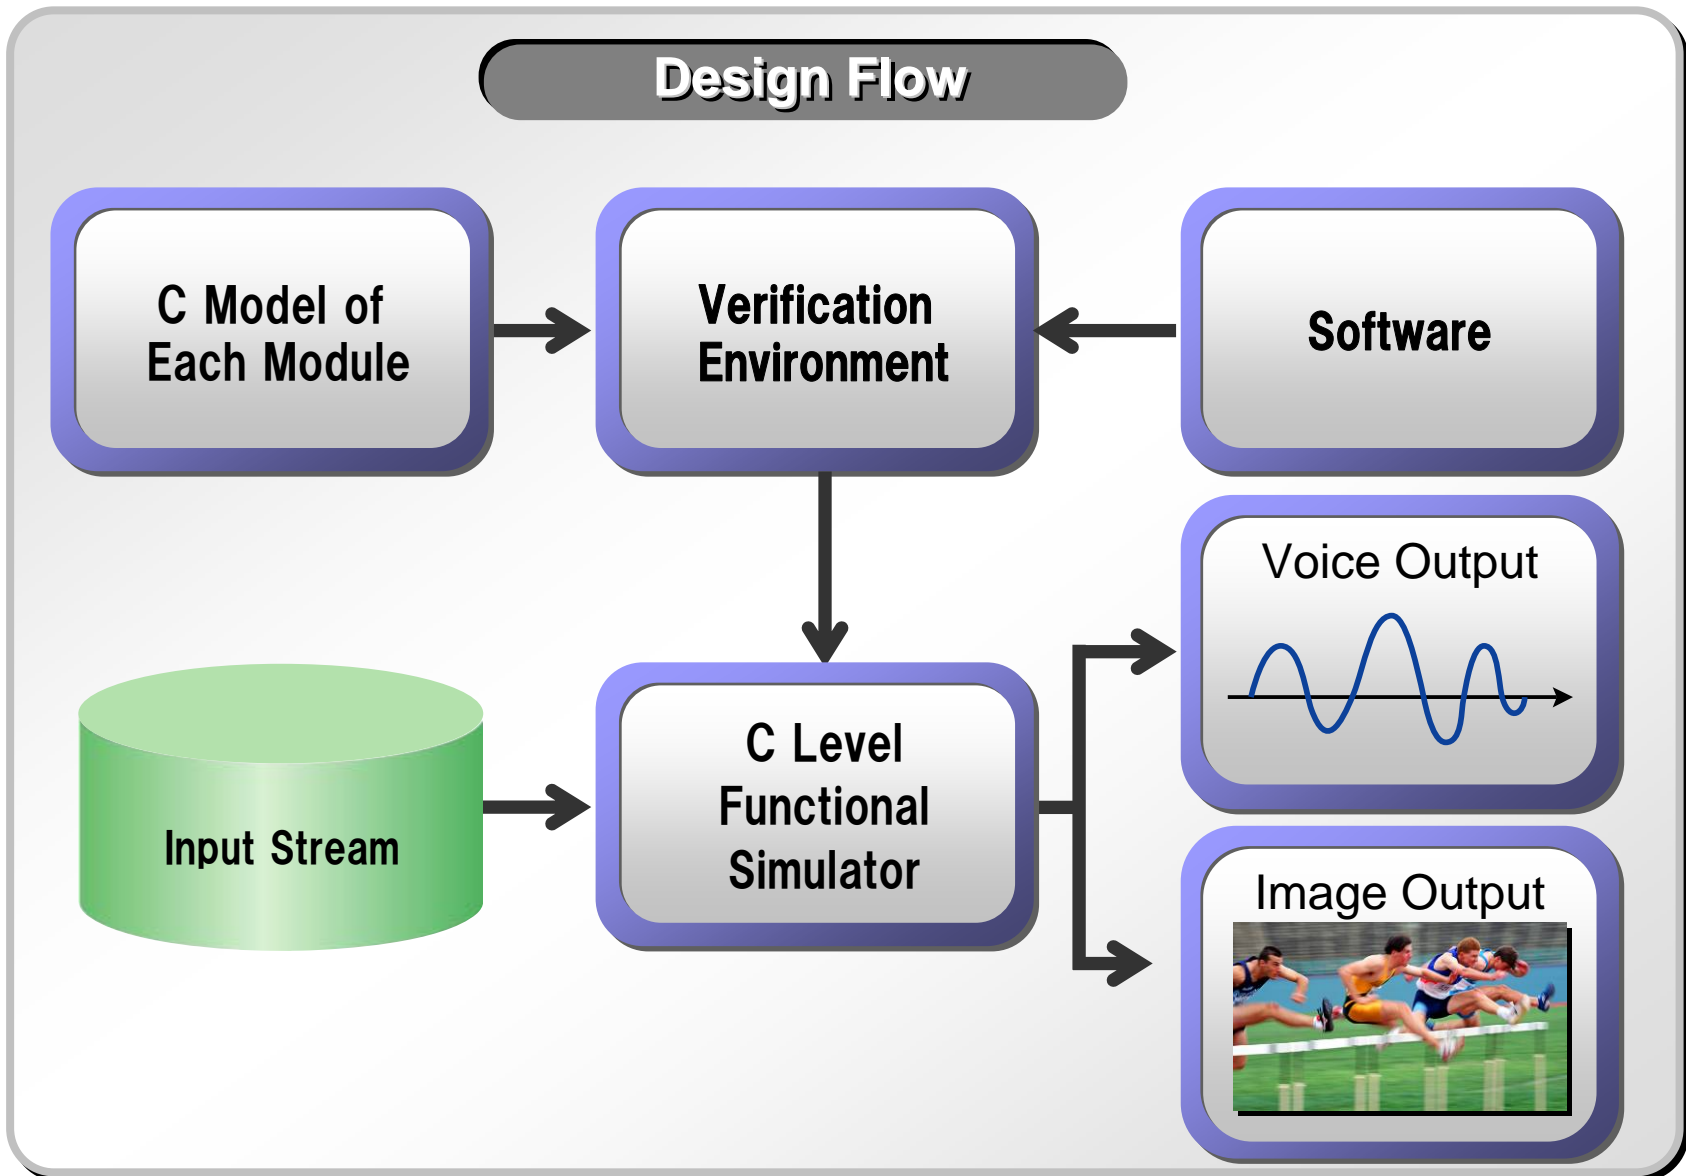 Design Flow
C Model of
Each Module
Verification
Environment
Software
Voice Output
Input Stream
C Level
Functional
Simulator
Image Output